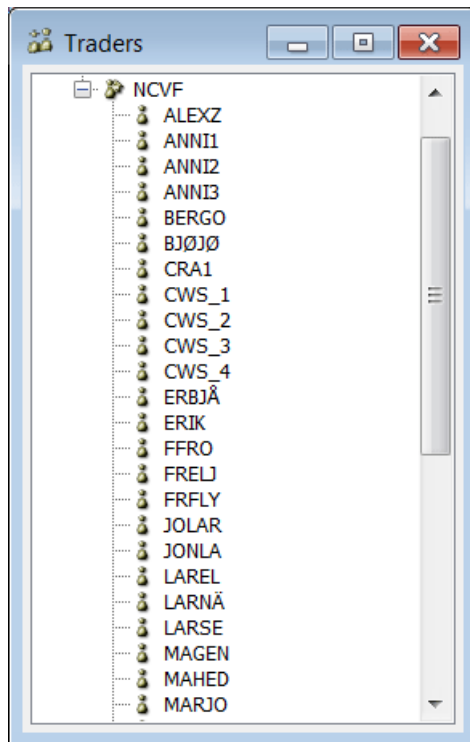 Traders
NCVF
ALEXZ
ANNI1
ANNI2
ANNI3
BERGO
BJØJØ
CRA1
CWS_1
CWS_2
CWS_3
CWS_4
ERBJÅ
ERIK
FFRO
FRELJ
FRFLY
JOLAR
JONLA
LAREL
LARNÄ
LARSE
MAGEN
MAHED
MARJO